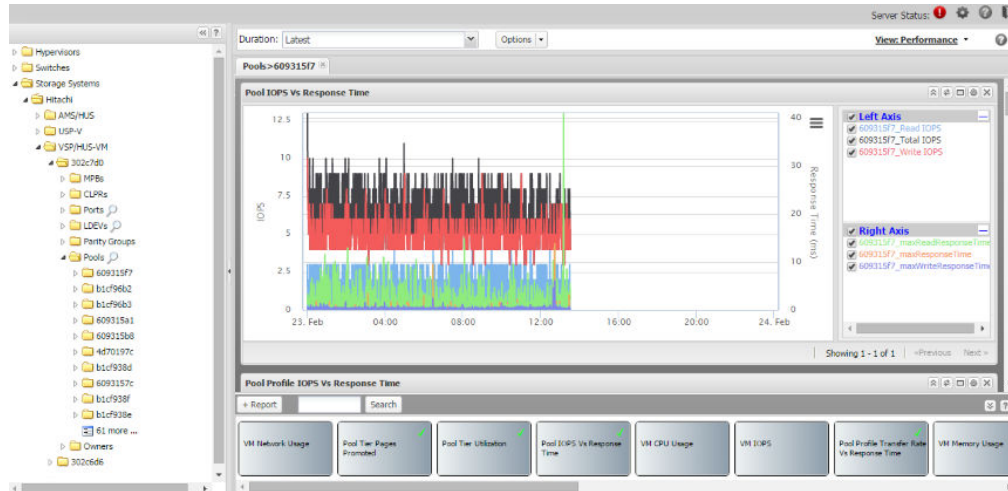 Server Status:
Duration: Latest
Options
View: Performance
Hypervisors
Switches
Storage Systems
Hitachi
AMS/HUS
USP-V
VSP/HUS-VM
302c7d0
MPBs
CLPRs
Ports
LDEVs
Parity Groups
Pools
609315f7
b1cf96b2
b1cf96b3
609315a1
609315b8
4d70197c
b1cf938d
6093157c
b1cf938f
b1cf938e
61 more ...
Owners
302c6d6
Pools>609315f7
Pool IOPS Vs Response Time
12.5
10
7.5
5
2.5
0
IOPS
40
30
20
10
0
Response Time (ms)
23. Feb
04:00
08:00
12:00
16:00
20:00
24. Feb
Left Axis
609315f7_Read IOPS
609315f7_Total IOPS
609315f7_Write IOPS
Right Axis
609315f7_maxReadResponseTime
609315f7_maxResponseTime
609315f7_maxWriteResponseTime
Showing 1 - 1 of 1
«Previous
Next »
Pool Profile IOPS Vs Response Time
+ Report
Search
VM Network Usage
Pool Tier Pages
Promoted
Pool Tier Utilization
Pool IOPS Vs Response
Time
VM CPU Usage
VM IOPS
Pool Profile Transfer Rate
Vs Response Time
VM Memory Usage